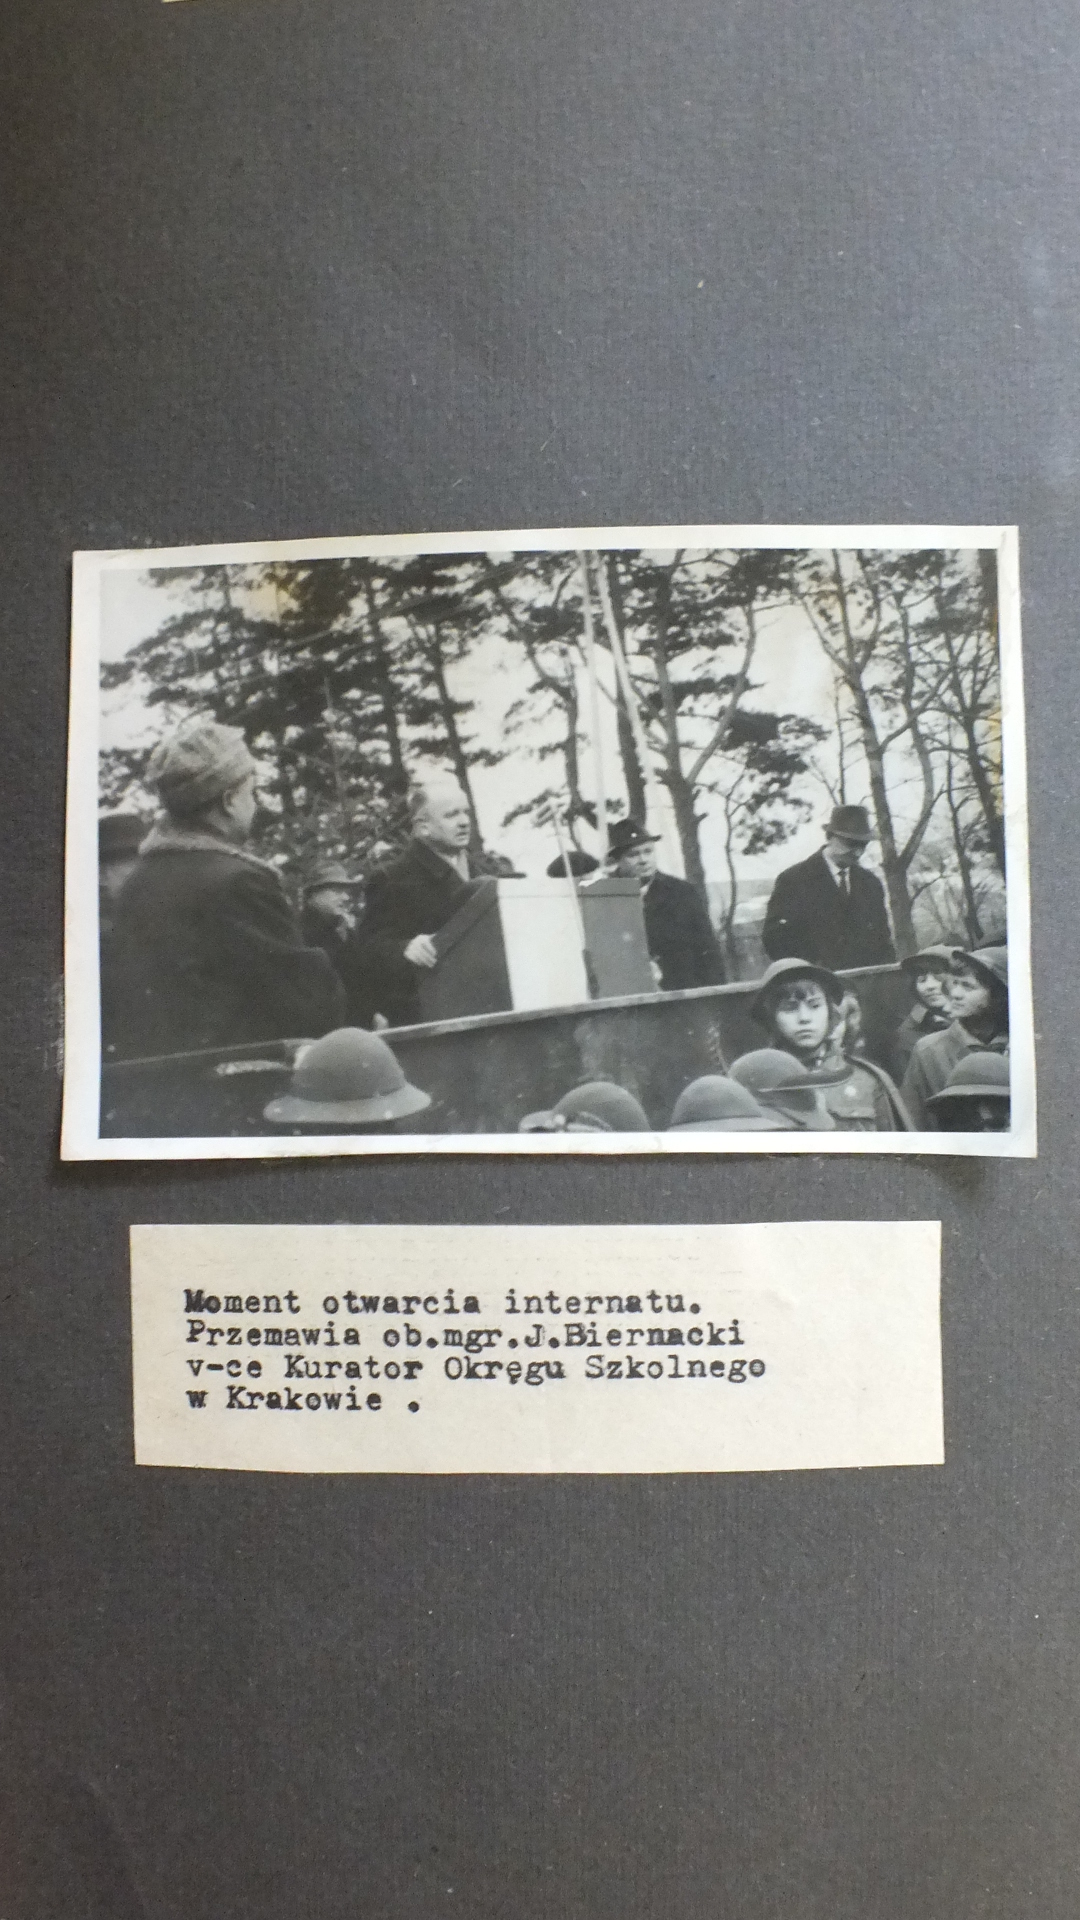 Moment otwarcia internatu.
Przemawia ob.mgr.J.Biernacki
v-ce Kurator Okręgu Szkolnego
w Krakowie .